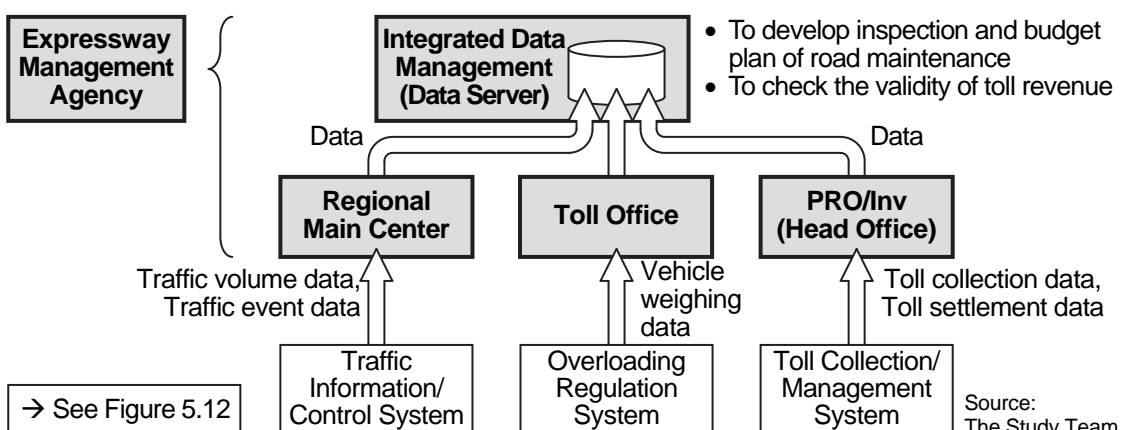 Expressway
Management
Agency
Integrated Data
Management
(Data Server)
• To develop inspection and budget
plan of road maintenance
• To check the validity of toll revenue
Data
Data
Regional
Main Center
Toll Office
PRO/Inv
(Head Office)
Traffic volume data,
Traffic event data
Vehicle
weighing
data
Toll collection data,
Toll settlement data
Traffic
Information/
Control System
Overloading
Regulation
System
Toll Collection/
Management
System
→ See Figure 5.12
Source:
The Study Team